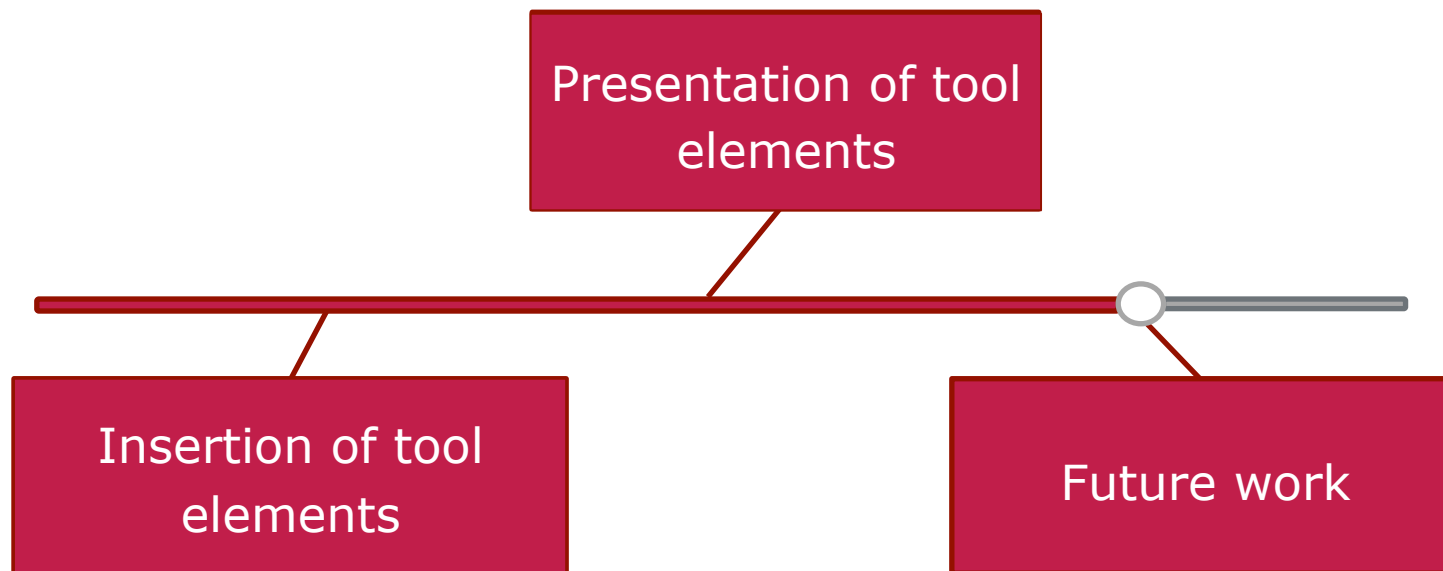 Presentation of tool
elements
Insertion of tool
elements
Future work